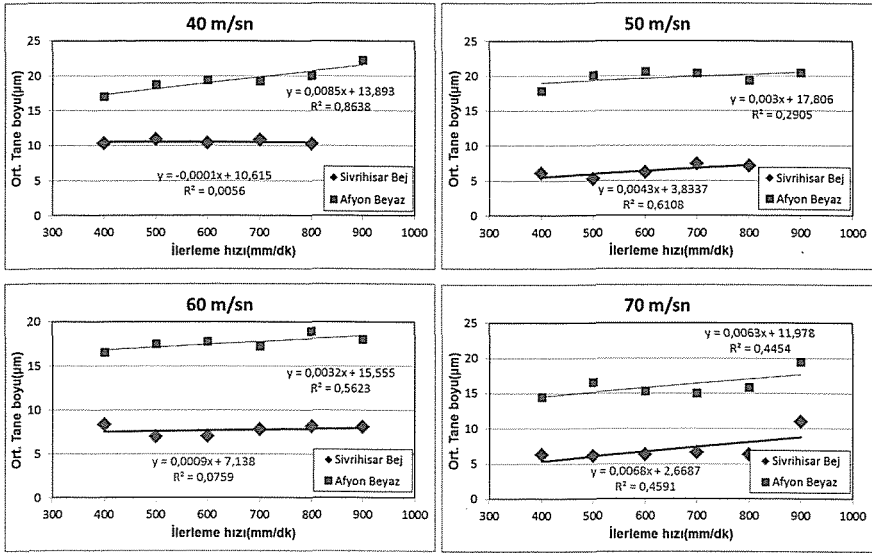 40 m/sn
Ort. Tane boyu(µm)
25
20
15
10
5
0
y = 0,0085x + 13,893
R² = 0,8638
y = -0,0001x + 10,615
R² = 0,0056
Sivrihisar Bej
Afyon Beyaz
300 400 500 600 700 800 900 1000
İlerleme hızı(mm/dk)
50 m/sn
Ort. Tane boyu(µm)
25
20
15
10
5
0
y = 0,003x + 17,806
R² = 0,2905
y = 0,0043x + 3,8337
R² = 0,6108
Sivrihisar Bej
Afyon Beyaz
300 400 500 600 700 800 900 1000
İlerleme hızı(mm/dk)
60 m/sn
Ort. Tane boyu(µm)
20
15
10
5
0
y = 0,0032x + 15,555
R² = 0,5623
y = 0,0009x + 7,138
R² = 0,0759
Sivrihisar Bej
Afyon Beyaz
300 400 500 600 700 800 900 1000
İlerleme hızı(mm/dk)
70 m/sn
Ort. Tane boyu(µm)
25
20
15
10
5
0
y = 0,0063x + 11,978
R² = 0,4454
y = 0,0068x + 2,6687
R² = 0,4591
Sivrihisar Bej
Afyon Beyaz
300 400 500 600 700 800 900 1000
İlerleme hızı(mm/dk)